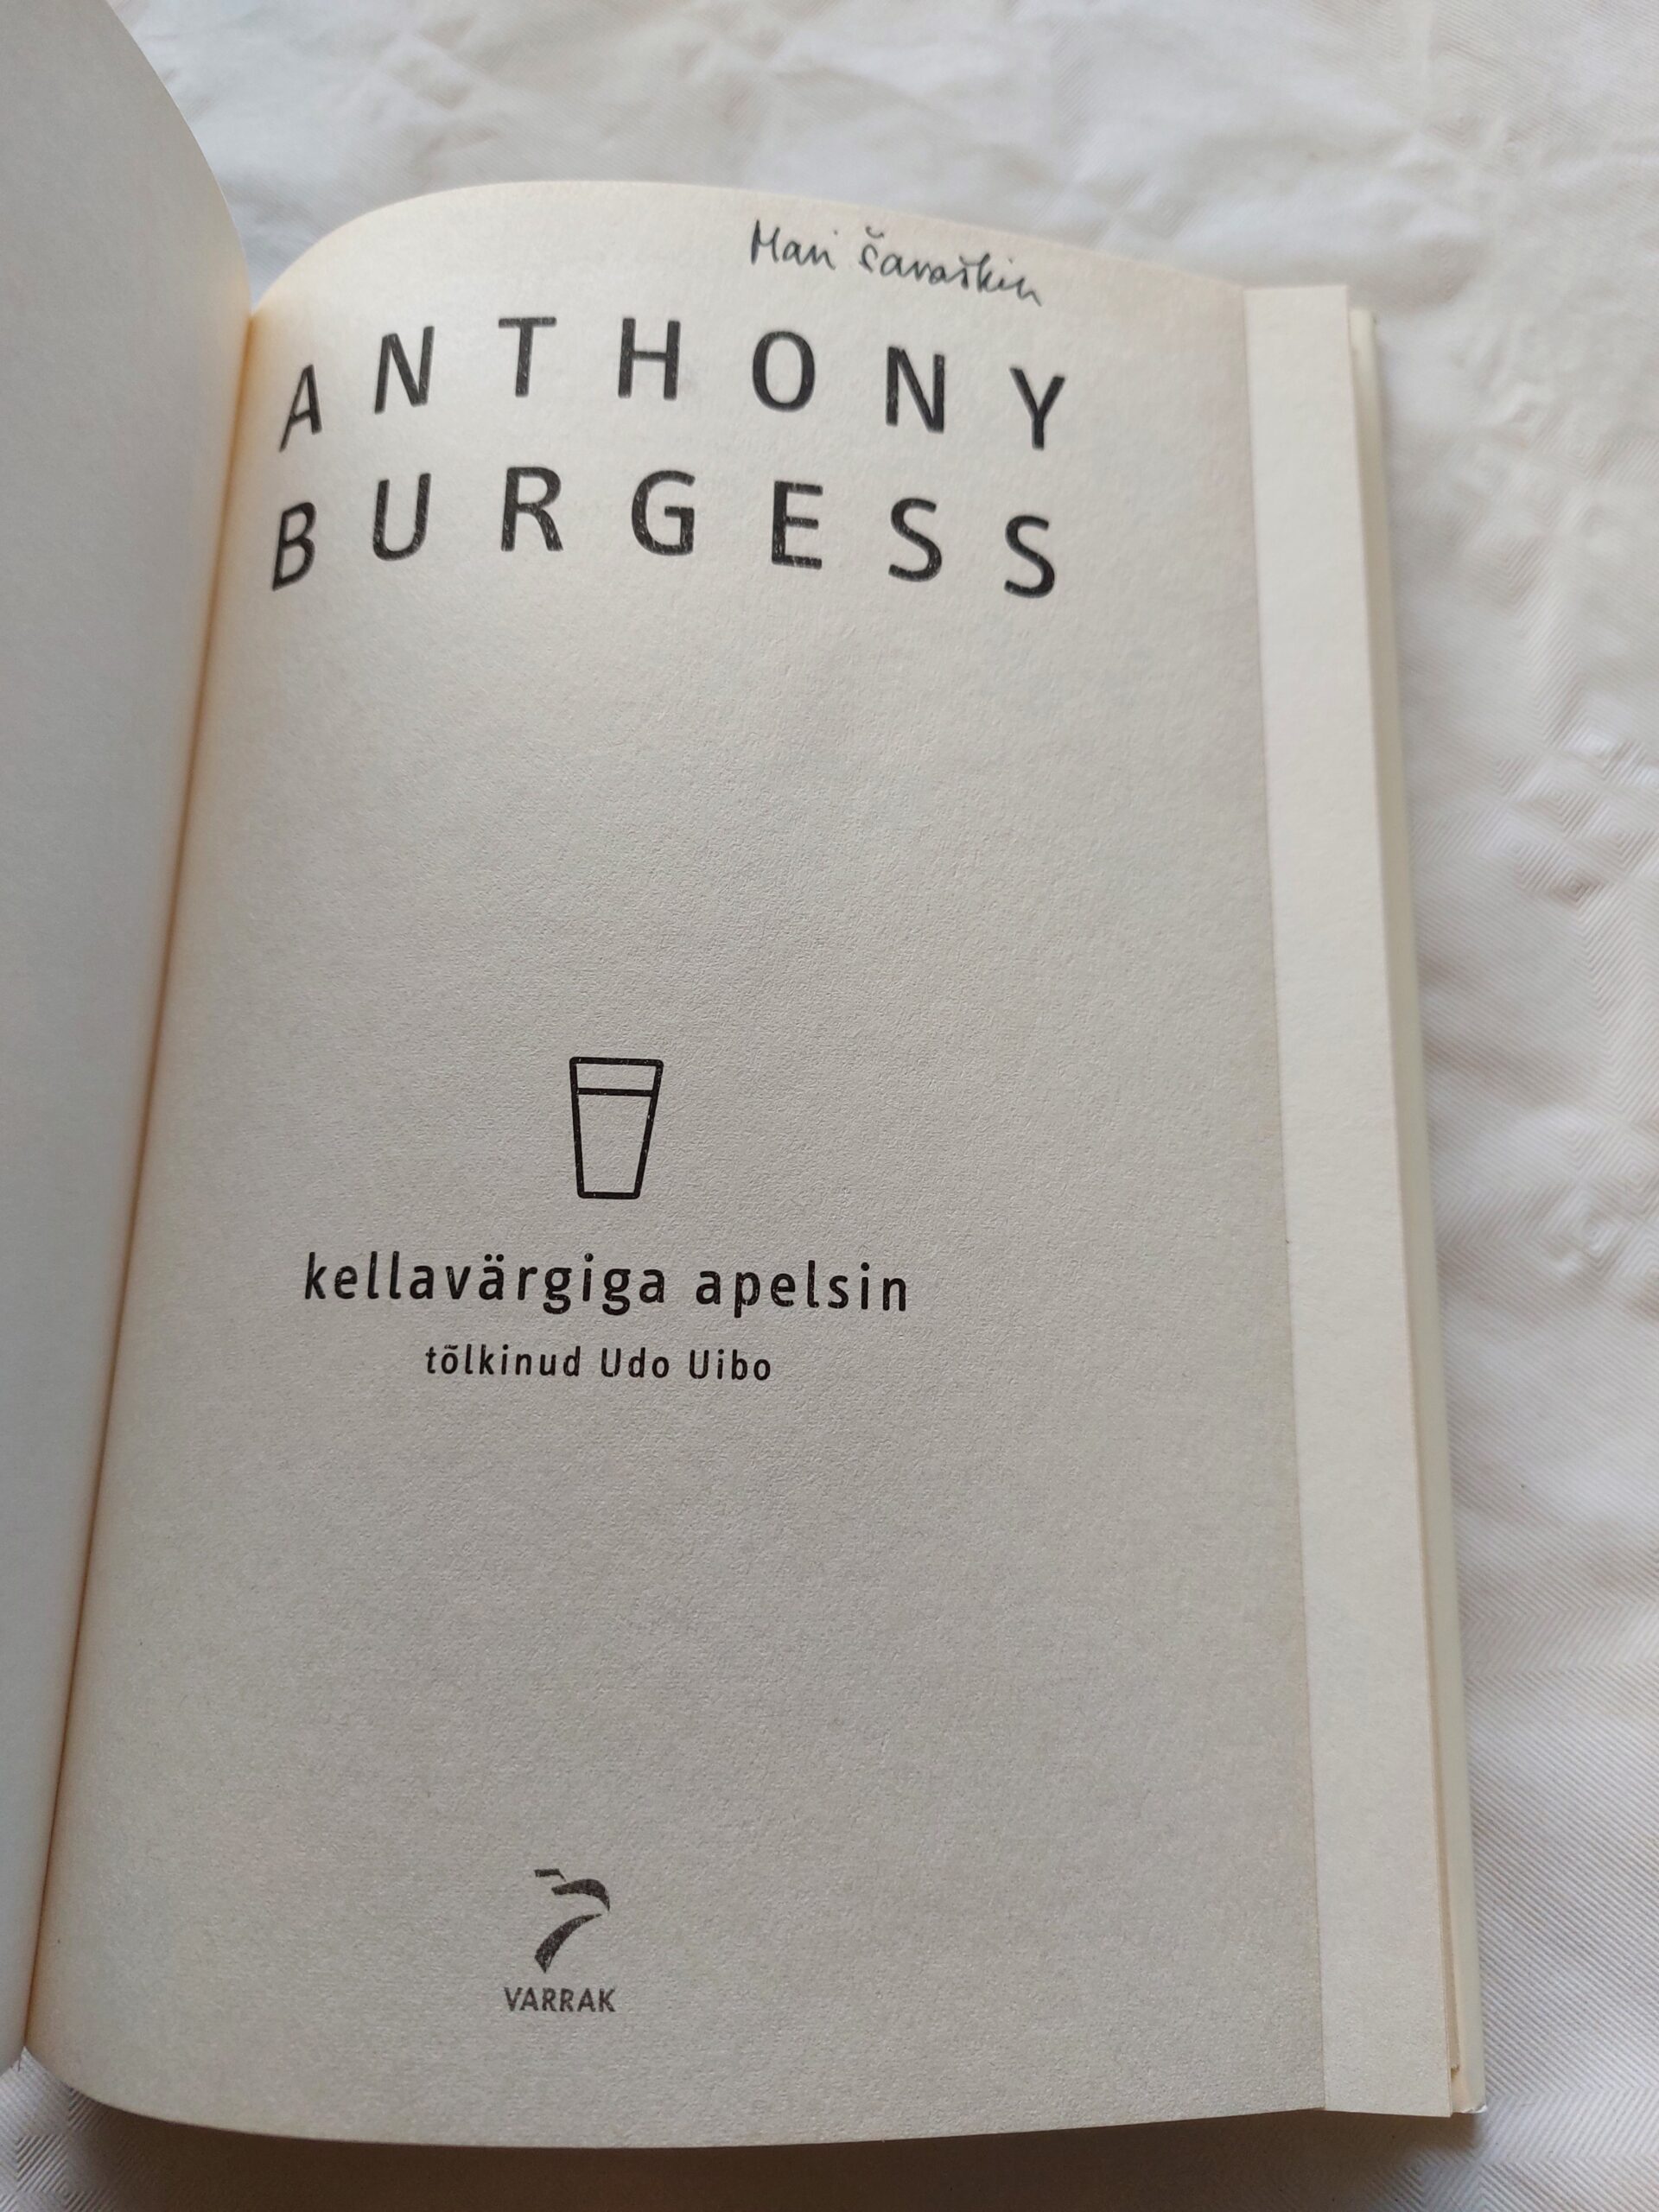 Mari Šavaškin
ANTHONY
BURGESS
kellavärgiga apelsin
tõlkinud Udo Uibo
VARRAK